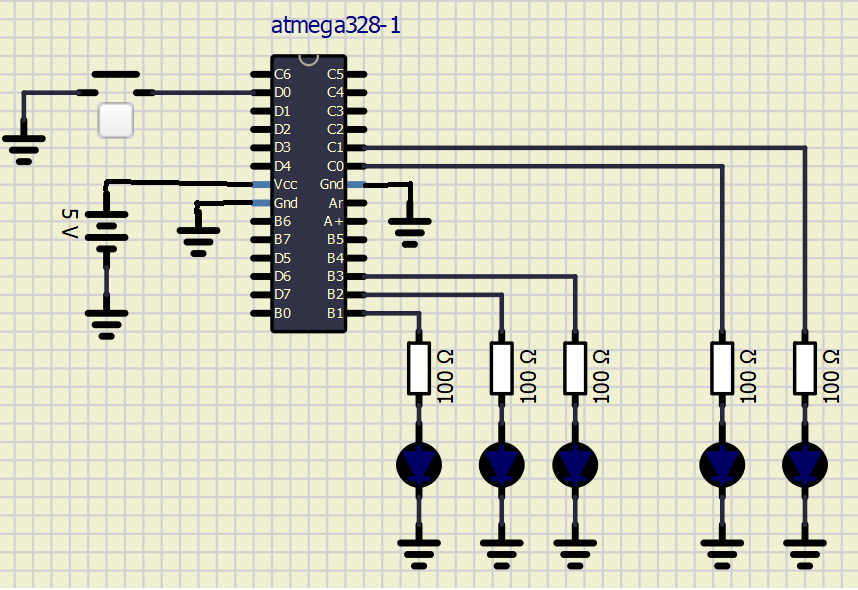 atmega328-1
C6 C5
D0 C4
D1 C3
D2 C2
D3 C1
D4 C0
Vcc Gnd
Gnd Ar
B6 A+
B7 B5
D5 B4
D6 B3
D7 B2
B0 B1
5 V
100 Ω
100 Ω
100 Ω
100 Ω
100 Ω